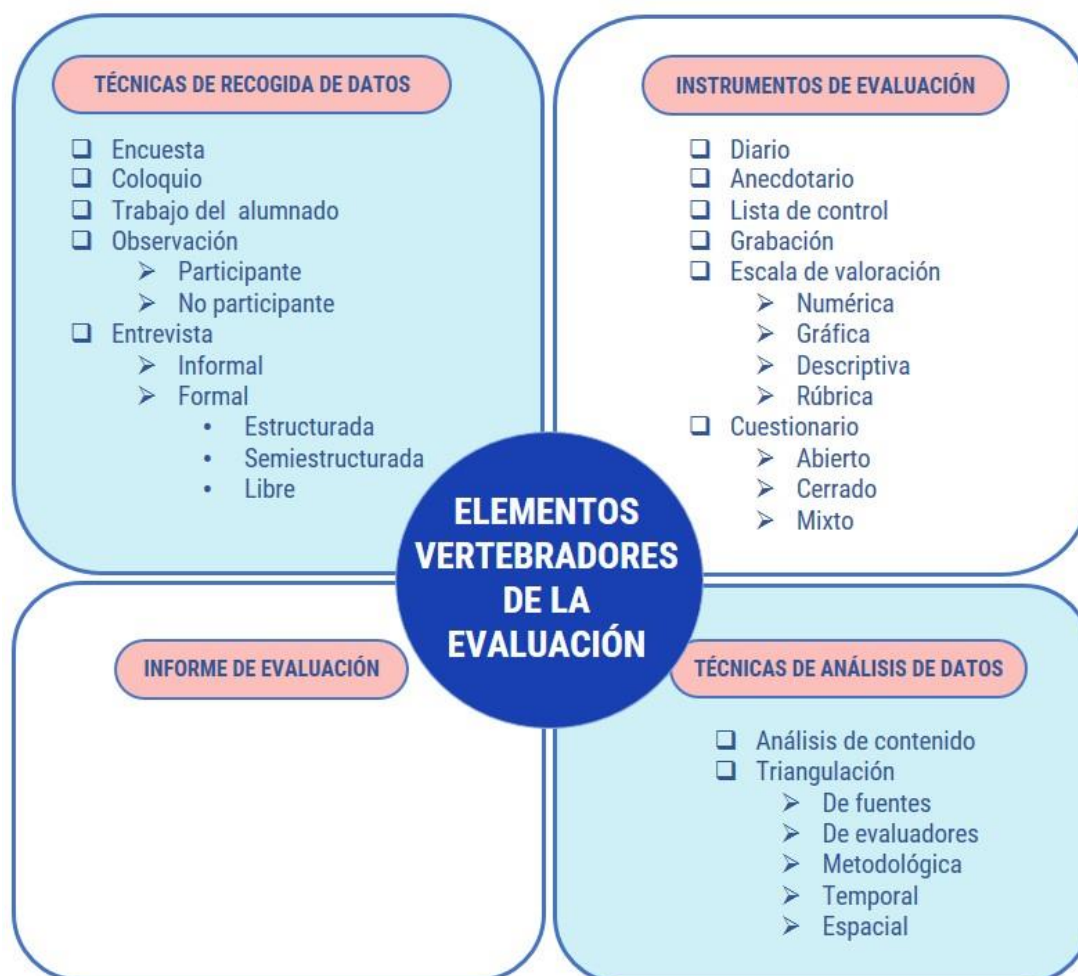 TÉCNICAS DE RECOGIDA DE DATOS
❑ Encuesta
❑ Coloquio
❑ Trabajo del alumnado
❑ Observación
➢ Participante
➢ No participante
❑ Entrevista
➢ Informal
➢ Formal
• Estructurada
• Semiestructurada
• Libre
INSTRUMENTOS DE EVALUACIÓN
❑ Diario
❑ Anecdotario
❑ Lista de control
❑ Grabación
❑ Escala de valoración
➢ Numérica
➢ Gráfica
➢ Descriptiva
➢ Rúbrica
❑ Cuestionario
➢ Abierto
➢ Cerrado
➢ Mixto
ELEMENTOS
VERTEBRADORES
DE LA
EVALUACIÓN
INFORME DE EVALUACIÓN
TÉCNICAS DE ANÁLISIS DE DATOS
❑ Análisis de contenido
❑ Triangulación
➢ De fuentes
➢ De evaluadores
➢ Metodológica
➢ Temporal
➢ Espacial